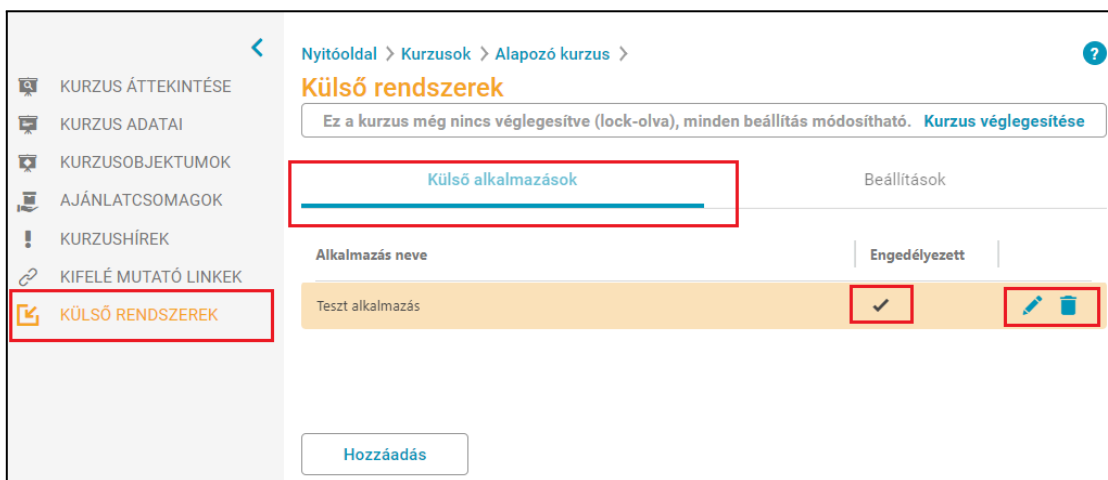 Nyitóoldal > Kurzusok > Alapozó kurzus >
?
Külső rendszerek
Ez a kurzus még nincs véglegesítve (lock-olva), minden beállítás módosítható. Kurzus véglegesítése
KURZUS ÁTTEKINTÉSE
KURZUS ADATAI
KURZUSOBJEKTUMOK
AJÁNLATCSOMAGOK
KURZUSHÍREK
KIFELÉ MUTATÓ LINKEK
KÜLSŐ RENDSZEREK
Külső alkalmazások
Beállítások
Alkalmazás neve
Engedélyezett
Teszt alkalmazás
Hozzáadás